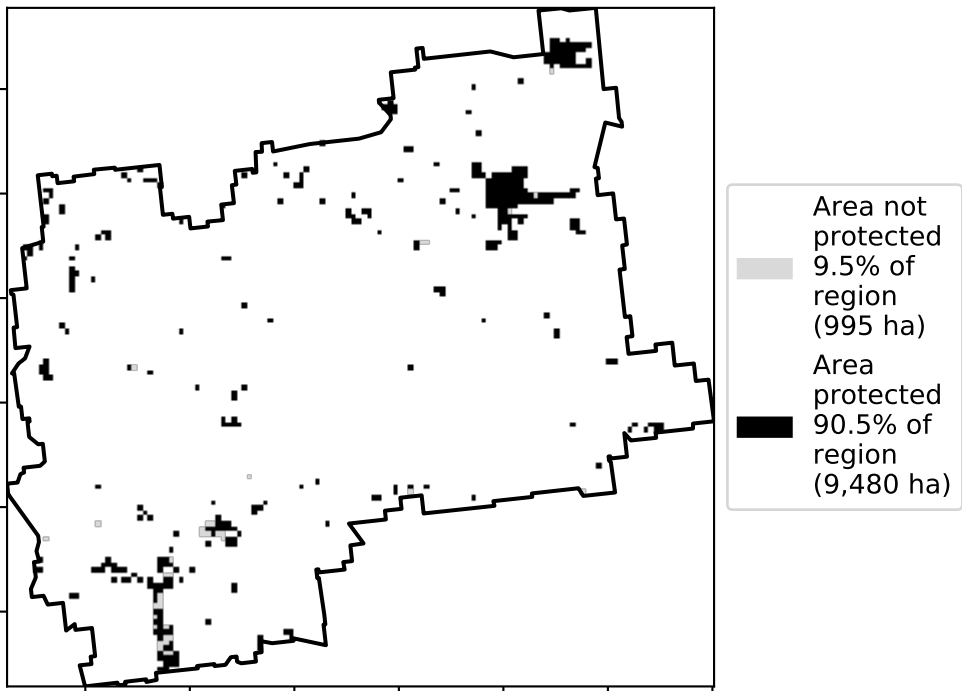 Area not
protected
9.5% of
region
(995 ha)
Area
protected
90.5% of
region
(9,480 ha)